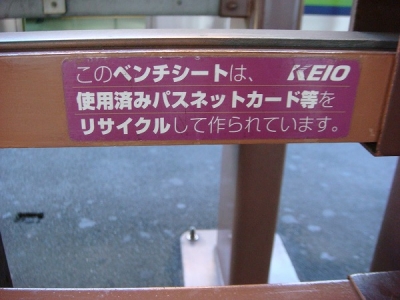 このベンチシートは、 KEIO
使用済みパスネットカード等を
リサイクルして作られています。